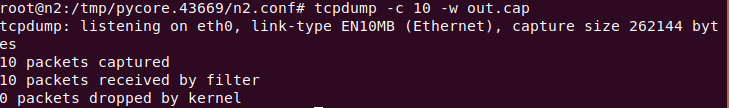 root@n2:/tmp/pycore.43669/n2.conf# tcpdump -c 10 -w out.cap
tcpdump: listening on eth0, link-type EN10MB (Ethernet), capture size 262144 byt
es
10 packets captured
10 packets received by filter
0 packets dropped by kernel